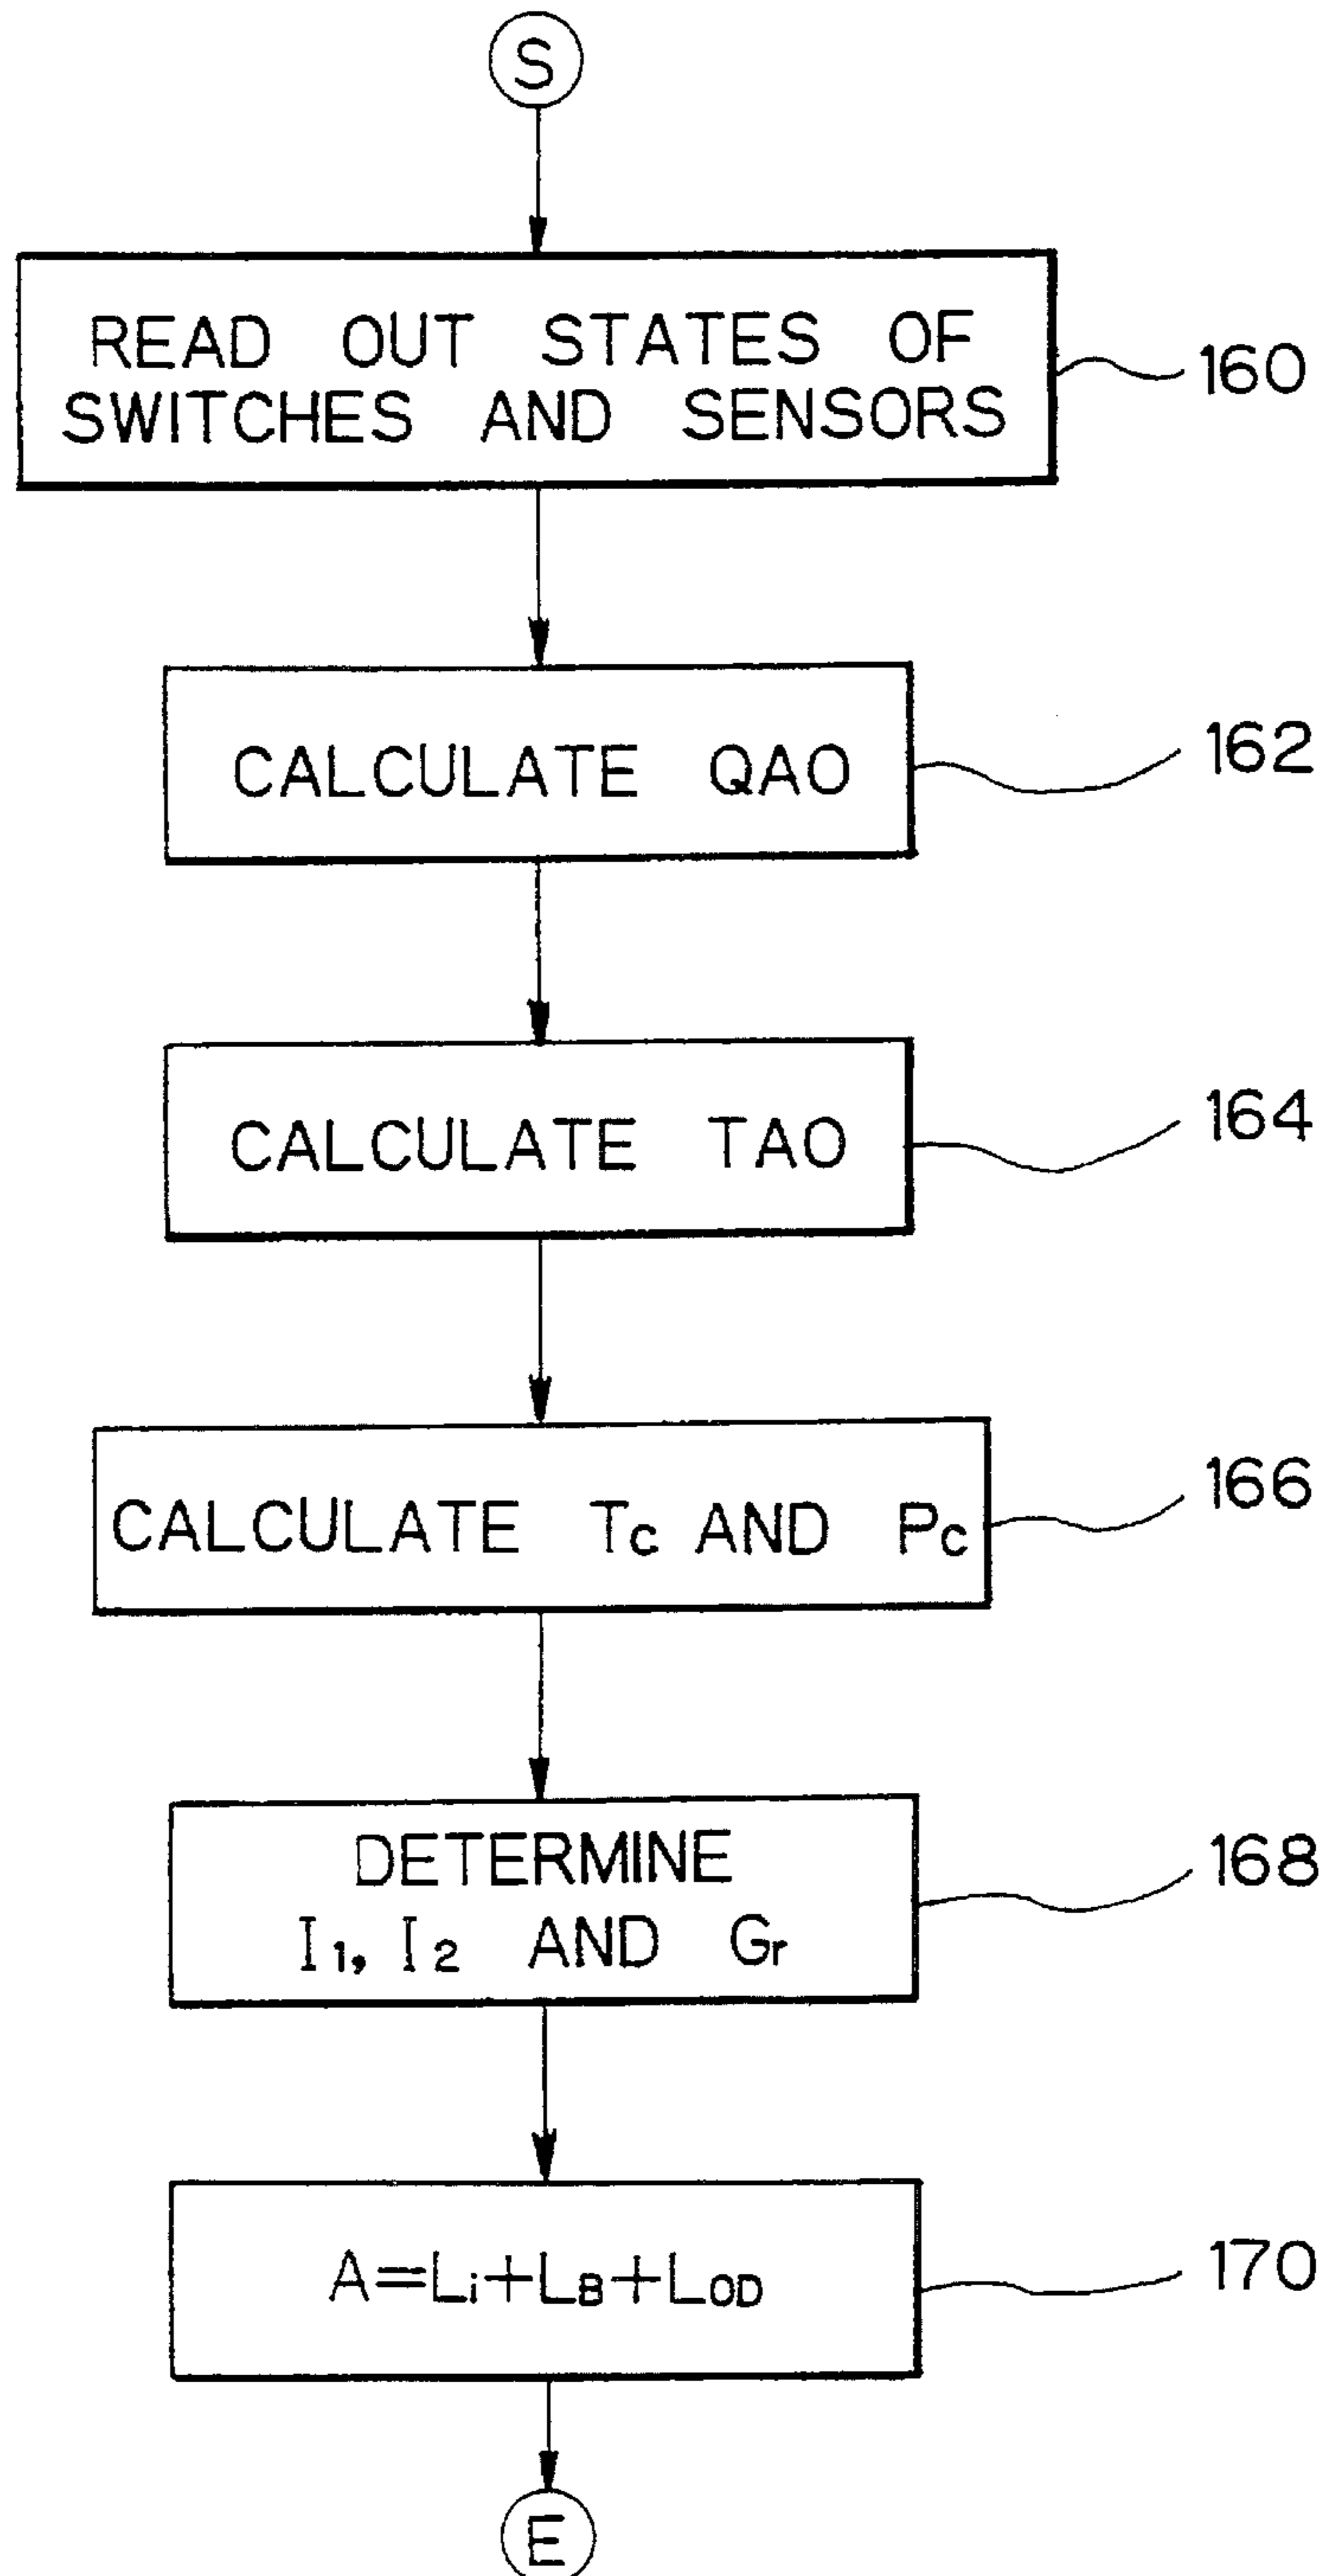 S
READ OUT STATES OF
SWITCHES AND SENSORS
160
CALCULATE QAO
162
CALCULATE TAO
164
CALCULATE Tc AND Pc
166
DETERMINE
I1, I2 AND Gr
168
A=Li+LB+LOD
170
E